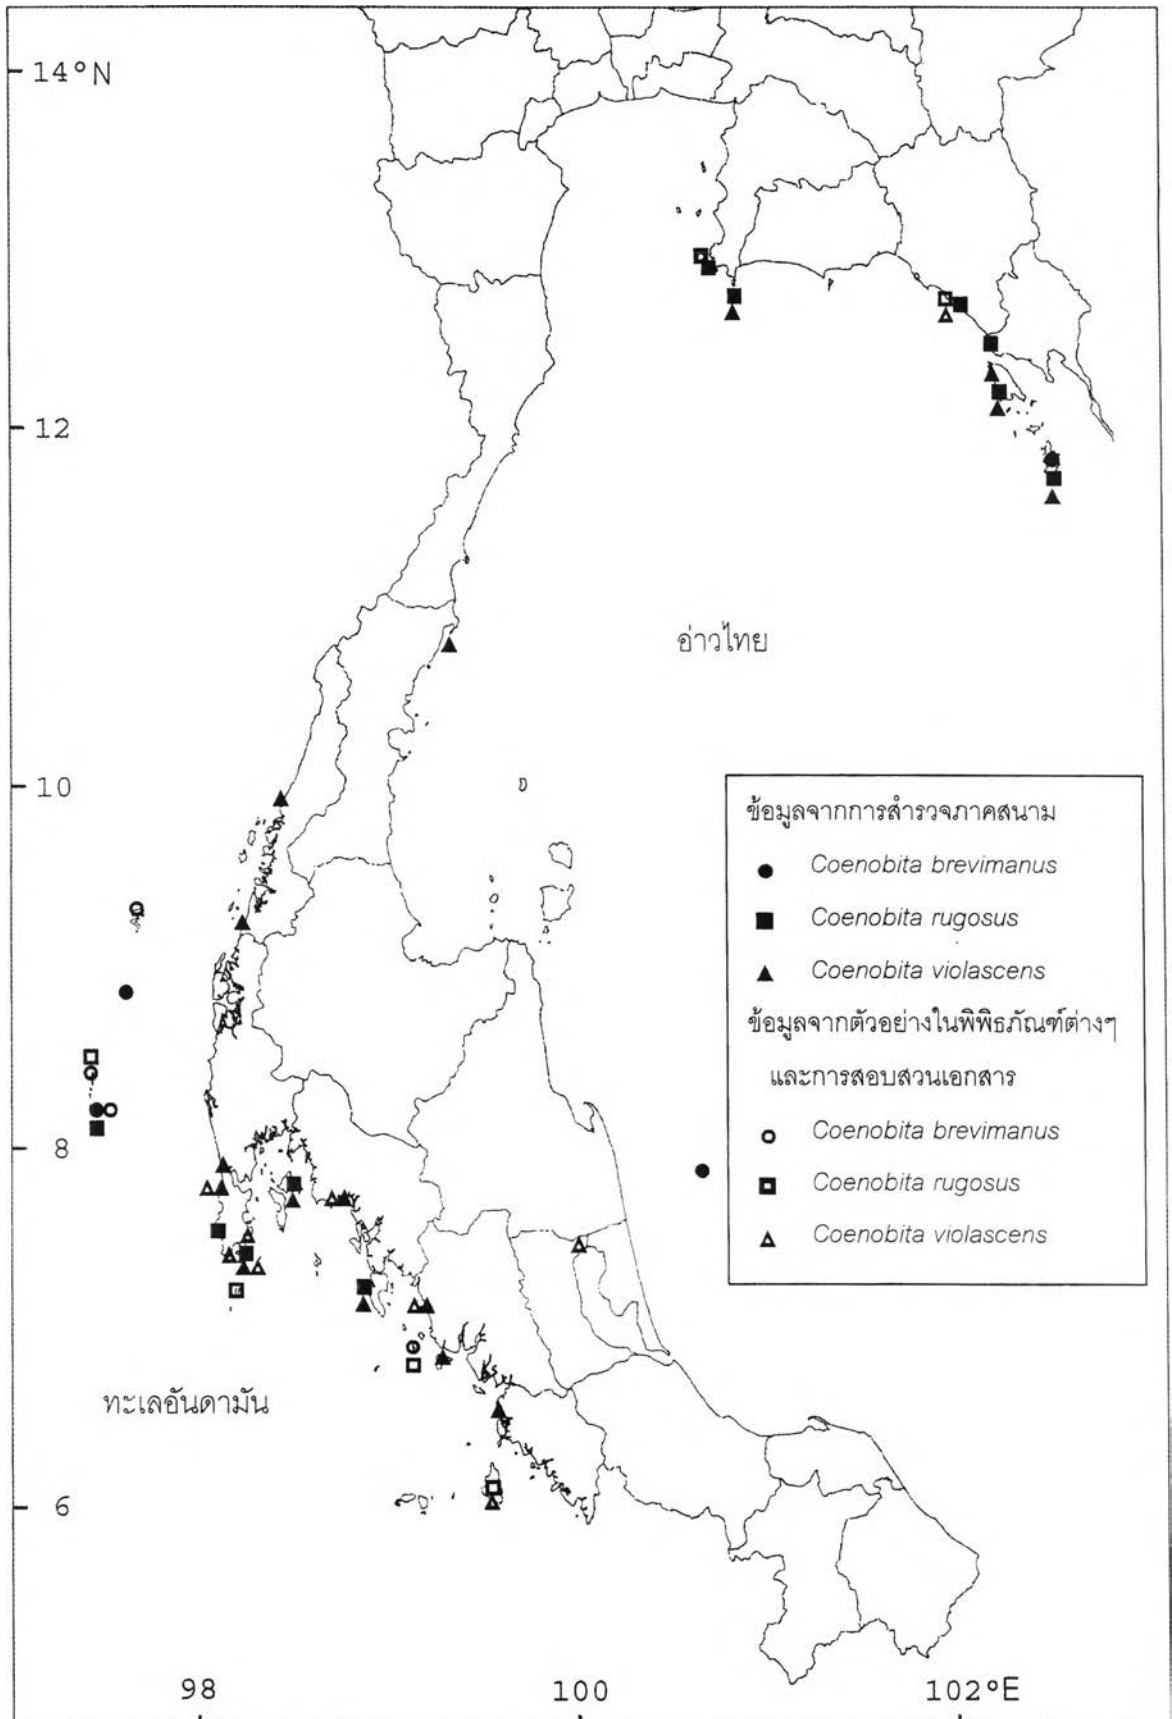 14°N
12
อ่าวไทย
10
ข้อมูลจากการสำรวจภาคสนาม
Coenobita brevimanus
Coenobita rugosus
Coenobita violascens
ข้อมูลจากตัวอย่างในพิพิธภัณฑ์ต่างๆ
และการสอบสวนเอกสาร
Coenobita brevimanus
Coenobita rugosus
Coenobita violascens
8
ทะเลอันดามัน
6
98
100
102°E